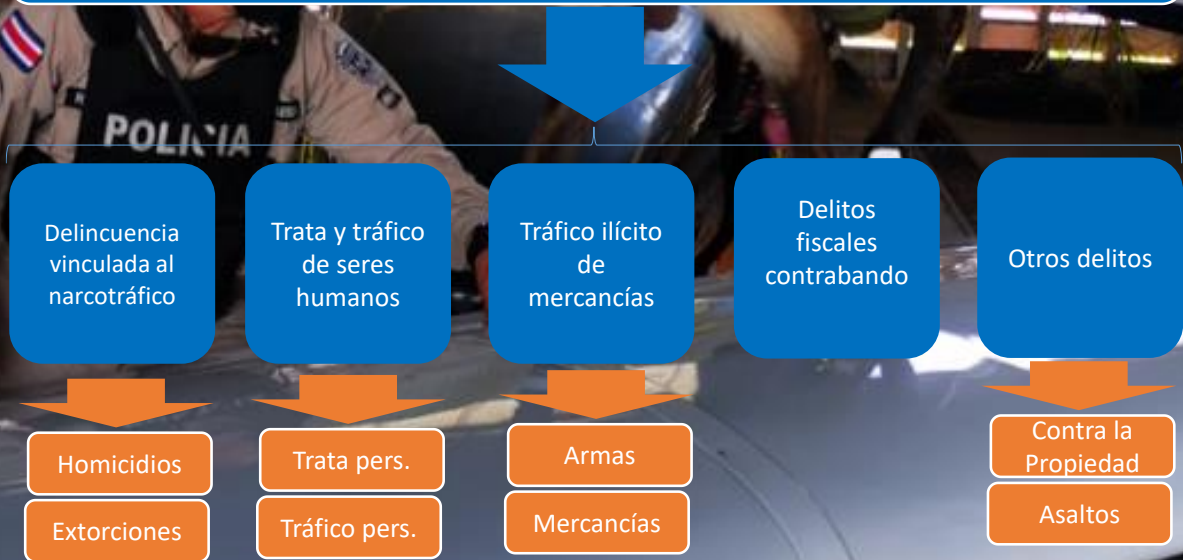 POLICIA
Delincuencia
vinculada al
narcotráfico
Trata y tráfico
de seres
humanos
Tráfico ilícito
de
mercancías
Delitos
fiscales
contrabando
Otros delitos
Homicidios
Extorciones
Trata pers.
Tráfico pers.
Armas
Mercancías
Contra la
Propiedad
Asaltos